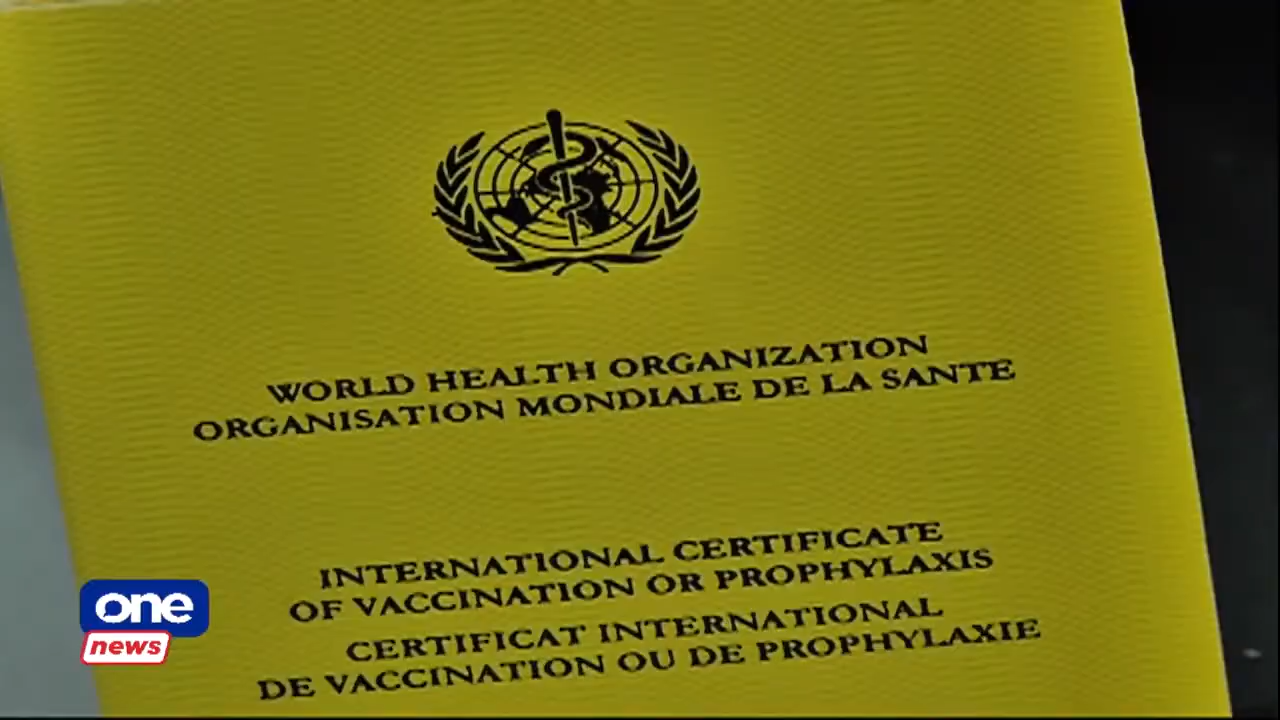 WORLD HEALTH ORGANIZATION
ORGANISATION MONDIALE DE LA SANTE
INTERNATIONAL CERTIFICATE
OF VACCINATION OR PROPHYLAXIS
CERTIFICAT INTERNATIONAL
DE VACCINATION OU DE PROPHYLAXIE
one
news